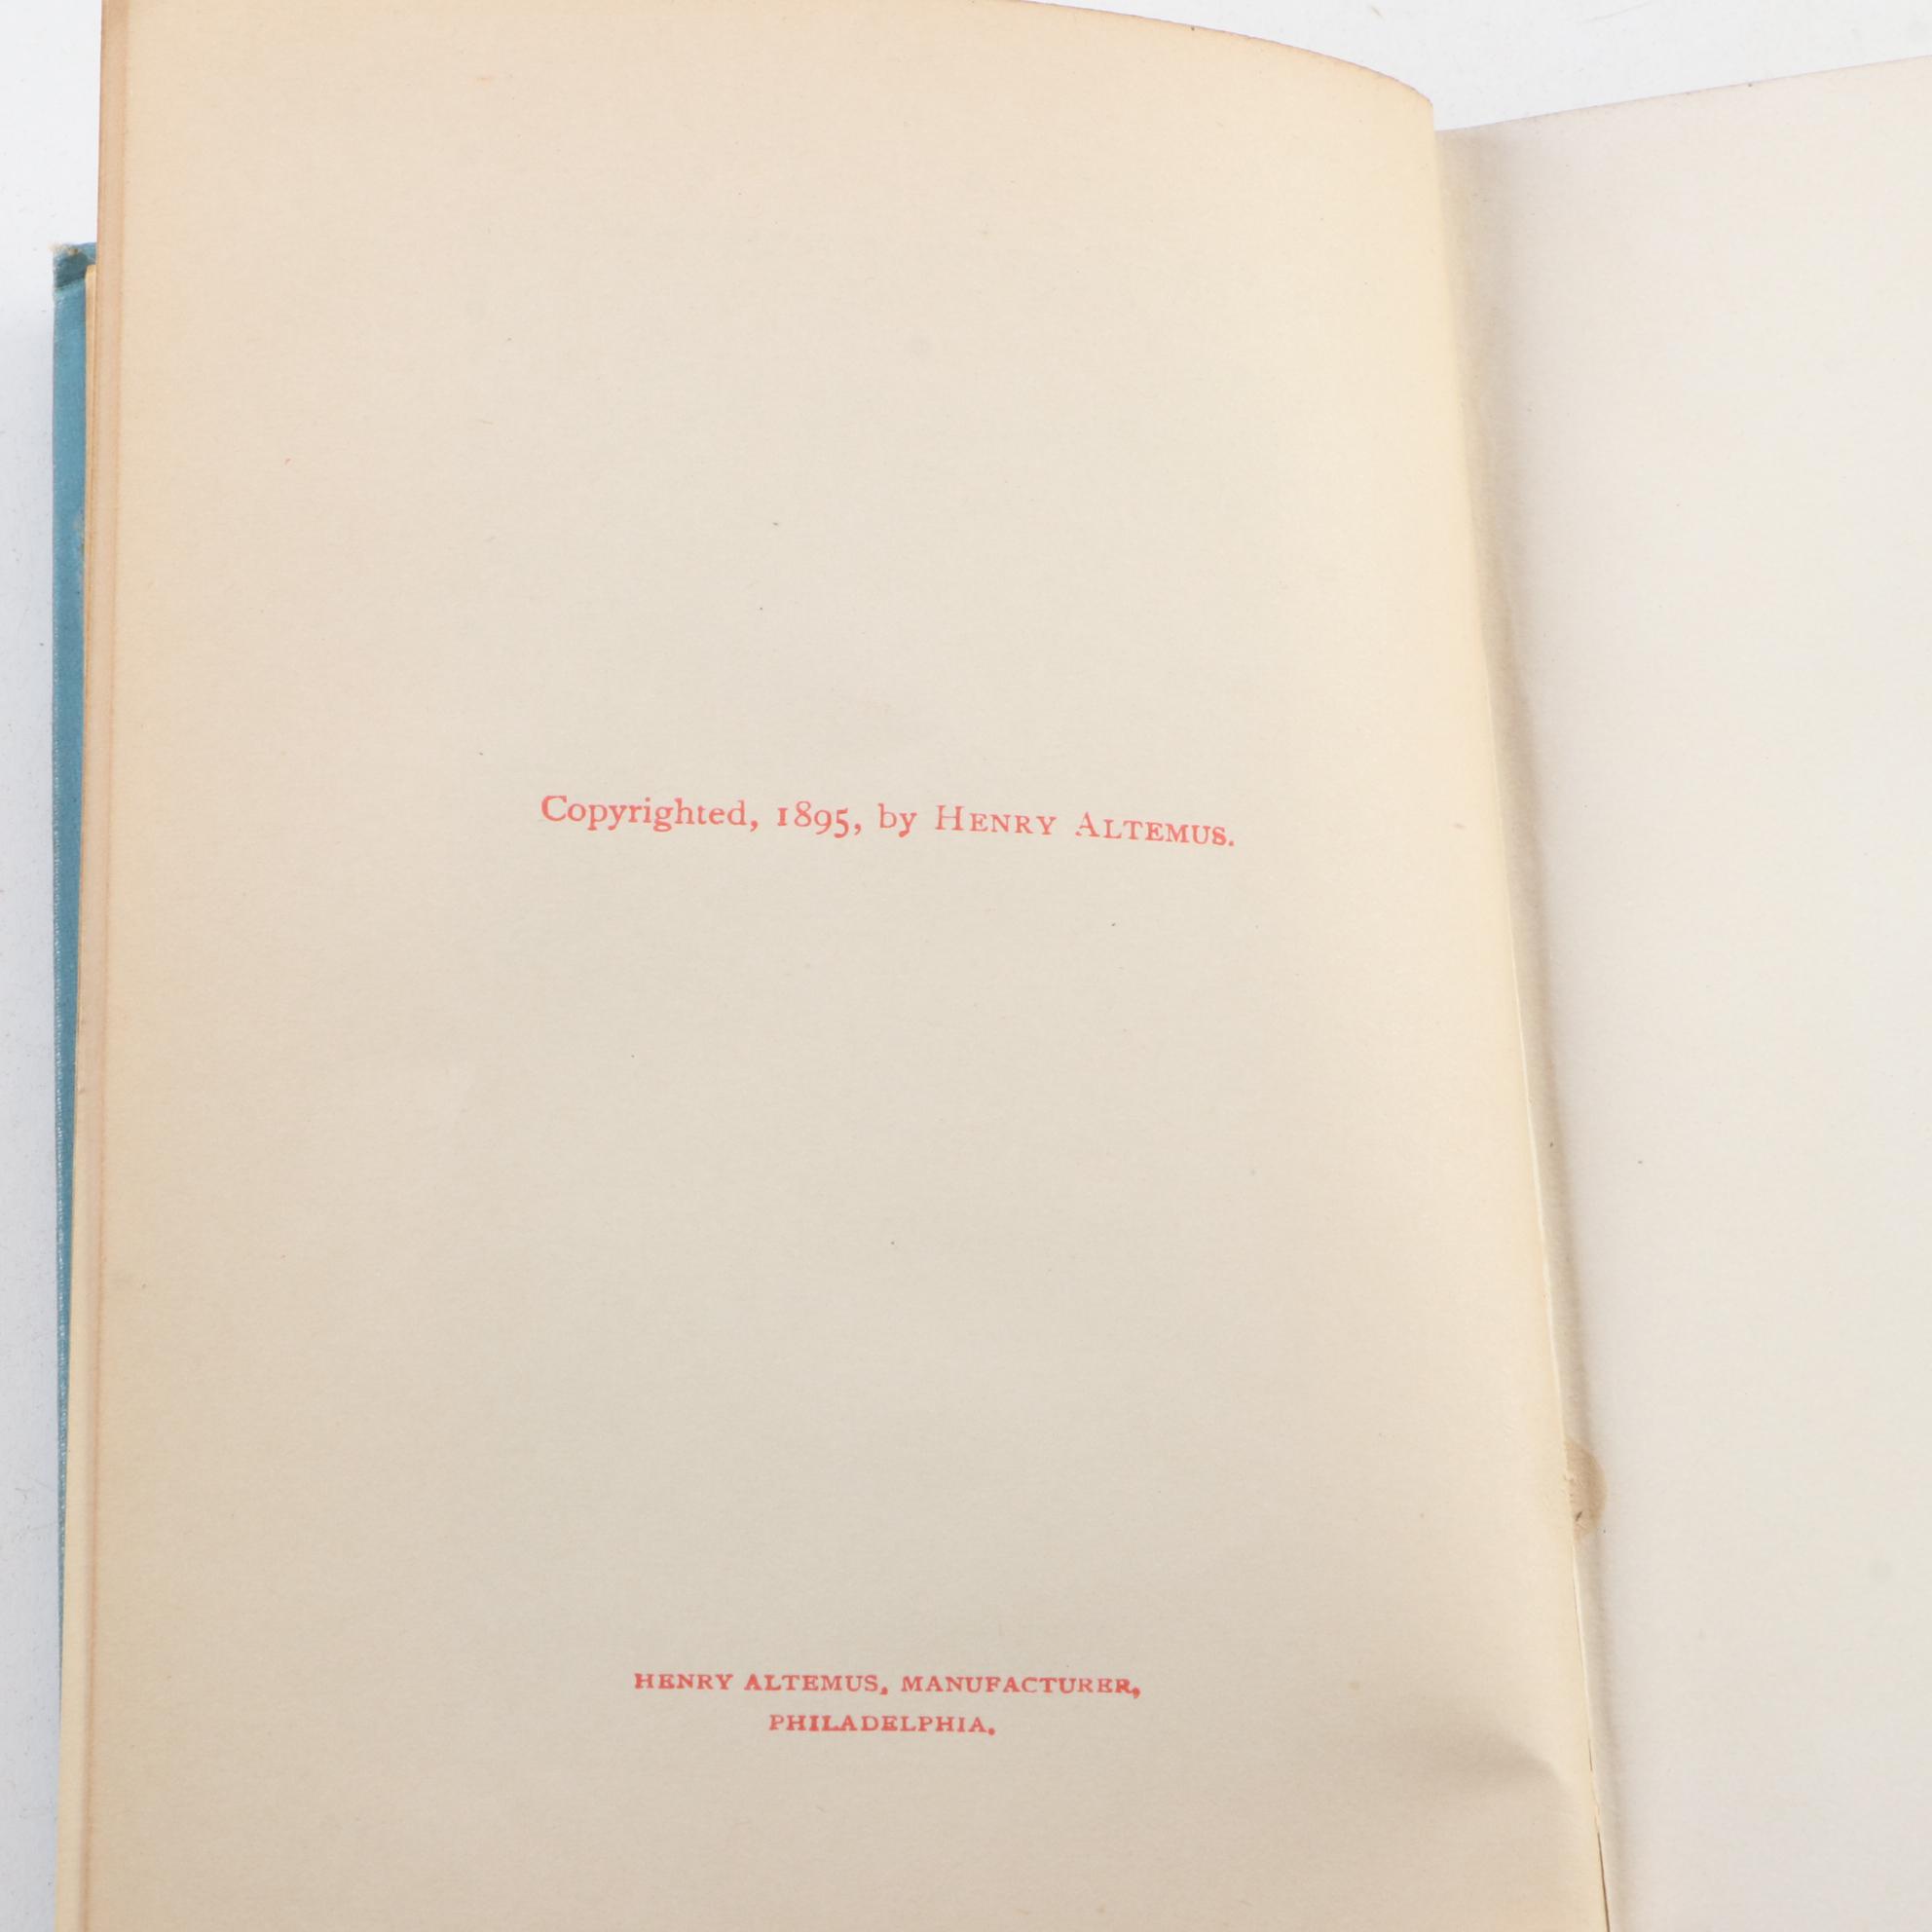 Copyrighted, 1895, by HENRY ALTEMUS.
HENRY ALTEMUS, MANUFACTURER,
PHILADELPHIA.